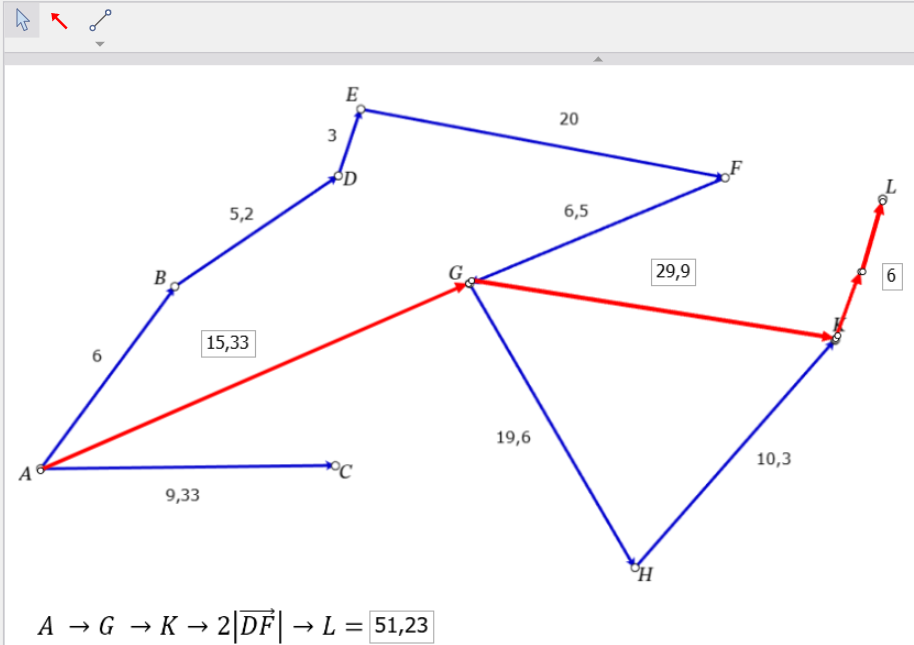 E
20
3
F
D
L
5,2
6,5
B
G
29,9
6
K
15,33
6
19,6
10,3
A
C
9,33
H
A → G → K → 2|\overrightarrow{DF}| → L = 51,23